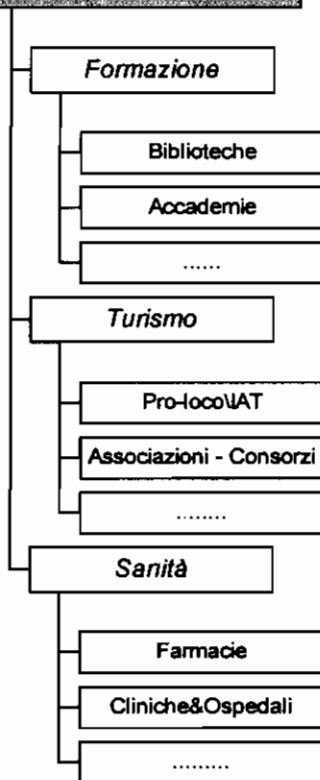 Formazione
Biblioteche
Accademie
......
Turismo
Pro-loco\IAT
Associazioni - Consorzi
........
Sanità
Farmacie
Cliniche&Ospedali
.........